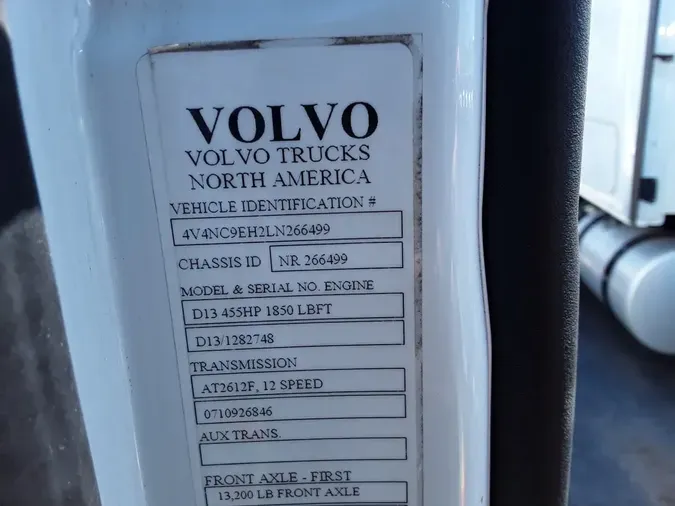 VOLVO
VOLVO TRUCKS
NORTH AMERICA
VEHICLE IDENTIFICATION #
4V4NC9EH2LN266499
CHASSIS ID NR 266499
MODEL & SERIAL NO. ENGINE
D13 455HP 1850 LBFT
D13/1282748
TRANSMISSION
AT2612F, 12 SPEED
0710926846
AUX TRANS.
FRONT AXLE - FIRST
13,200 LB FRONT AXLE